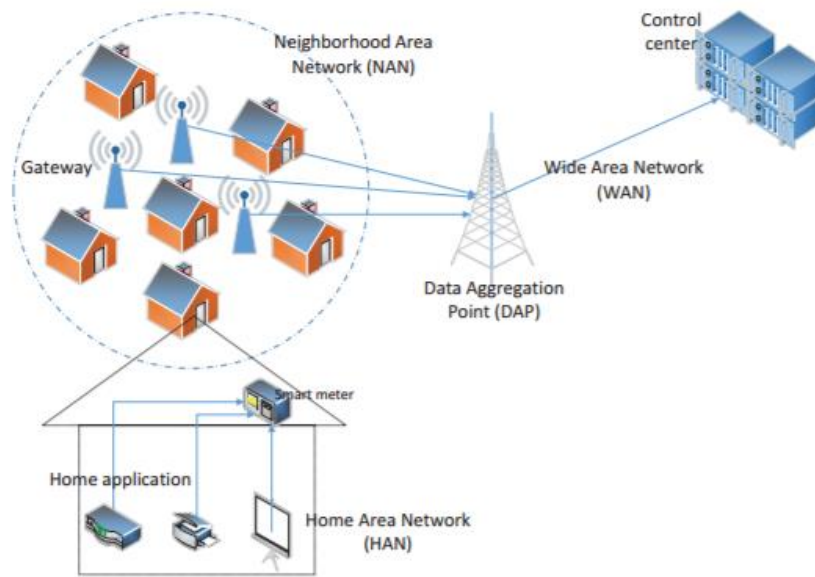 Control
center
Neighborhood Area
Network (NAN)
Gateway
Wide Area Network
(WAN)
Data Aggregation
Point (DAP)
Smart meter
Home application
Home Area Network
(HAN)